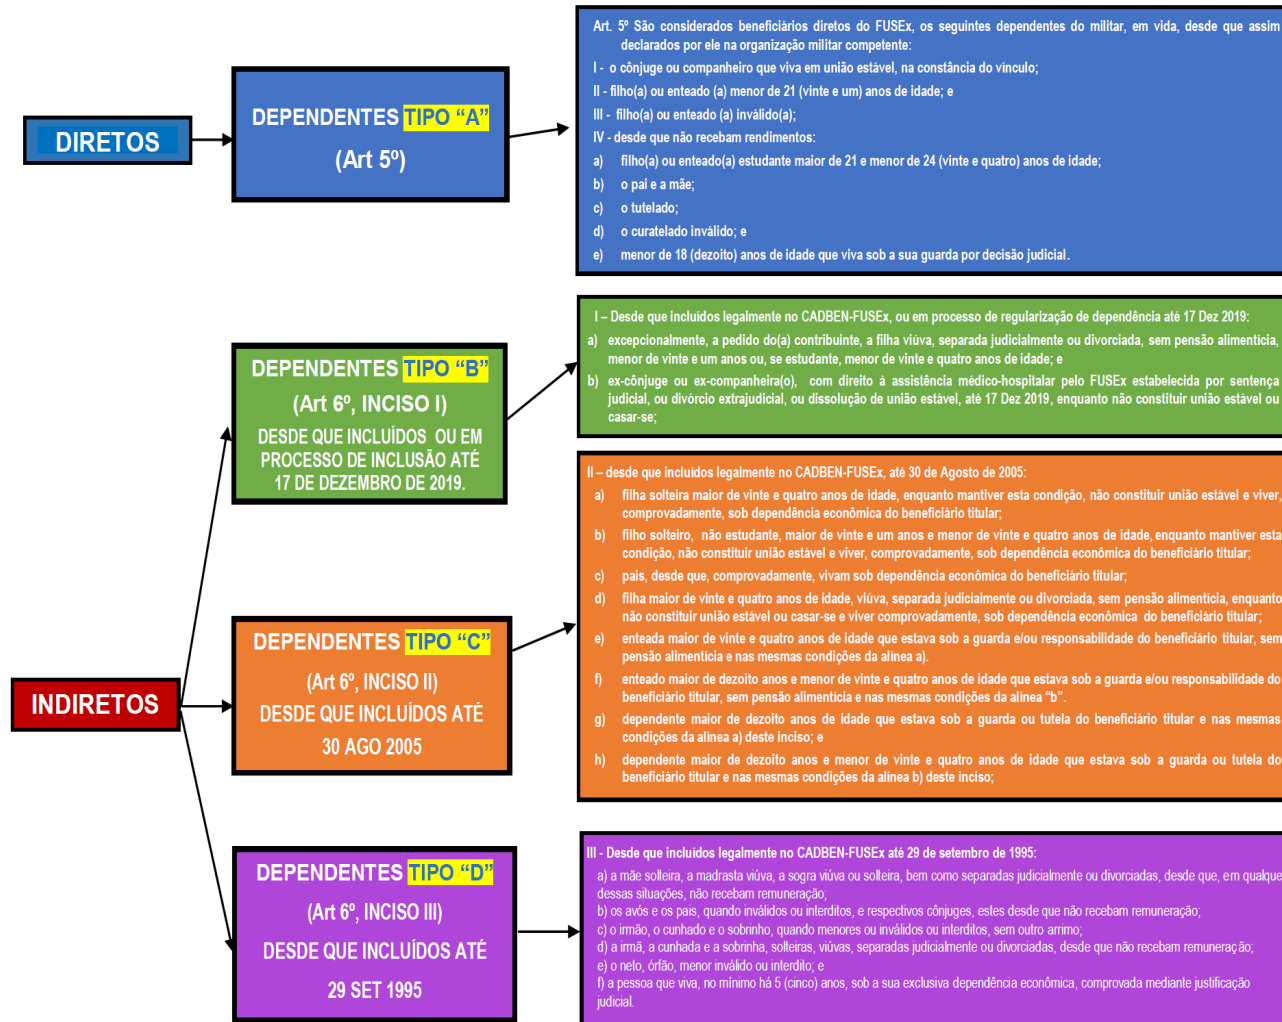 DIRETOS
DEPENDENTES TIPO “A”
(Art 5º)
Art. 5º São considerados beneficiários diretos do FUSEx, os seguintes dependentes do militar, em vida, desde que assim
declarados por ele na organização militar competente:
I - o cônjuge ou companheiro que viva em união estável, na constância do vínculo;
II - filho(a) ou enteado (a) menor de 21 (vinte e um) anos de idade; e
III - filho(a) ou enteado (a) inválido(a);
IV - desde que não recebam rendimentos:
a) filho(a) ou enteado(a) estudante maior de 21 e menor de 24 (vinte e quatro) anos de idade;
b) o pai e a mãe;
c) o tutelado;
d) o curatelado inválido; e
e) menor de 18 (dezoito) anos de idade que viva sob a sua guarda por decisão judicial.
INDIRETOS
DEPENDENTES TIPO “B”
(Art 6º, INCISO I)
DESDE QUE INCLUÍDOS OU EM
PROCESSO DE INCLUSÃO ATÉ
17 DE DEZEMBRO DE 2019.
I – Desde que incluídos legalmente no CADBEN-FUSEx, ou em processo de regularização de dependência até 17 Dez 2019:
a) excepcionalmente, a pedido do(a) contribuinte, a filha viúva, separada judicialmente ou divorciada, sem pensão alimentícia,
menor de vinte e um anos ou, se estudante, menor de vinte e quatro anos de idade; e
b) ex-cônjuge ou ex-companheira(o), com direito à assistência médico-hospitalar pelo FUSEx estabelecida por sentença
judicial, ou divórcio extrajudicial, ou dissolução de união estável, até 17 Dez 2019, enquanto não constituir união estável ou
casar-se;
DEPENDENTES TIPO “C”
(Art 6º, INCISO II)
DESDE QUE INCLUÍDOS ATÉ
30 AGO 2005
II – desde que incluídos legalmente no CADBEN-FUSEx, até 30 de Agosto de 2005:
a) filha solteira maior de vinte e quatro anos de idade, enquanto mantiver esta condição, não constituir união estável e viver,
comprovadamente, sob dependência econômica do beneficiário titular;
b) filho solteiro, não estudante, maior de vinte e um anos e menor de vinte e quatro anos de idade, enquanto mantiver esta
condição, não constituir união estável e viver, comprovadamente, sob dependência econômica do beneficiário titular;
c) pais, desde que, comprovadamente, vivam sob dependência econômica do beneficiário titular;
d) filha maior de vinte e quatro anos de idade, viúva, separada judicialmente ou divorciada, sem pensão alimentícia, enquanto
não constituir união estável ou casar-se e viver comprovadamente, sob dependência econômica do beneficiário titular;
e) enteada maior de vinte e quatro anos de idade que estava sob a guarda e/ou responsabilidade do beneficiário titular, sem
pensão alimentícia e nas mesmas condições da alínea a).
f) enteado maior de dezoito anos e menor de vinte e quatro anos de idade que estava sob a guarda e/ou responsabilidade do
beneficiário titular, sem pensão alimentícia e nas mesmas condições da alínea “b”.
g) dependente maior de dezoito anos de idade que estava sob a guarda ou tutela do beneficiário titular e nas mesmas
condições da alínea a) deste inciso; e
h) dependente maior de dezoito anos e menor de vinte e quatro anos de idade que estava sob a guarda ou tutela do
beneficiário titular e nas mesmas condições da alínea b) deste inciso;
DEPENDENTES TIPO “D”
(Art 6º, INCISO III)
DESDE QUE INCLUÍDOS ATÉ
29 SET 1995
III - Desde que incluídos legalmente no CADBEN-FUSEx até 29 de setembro de 1995:
a) a mãe solteira, a madrasta viúva, a sogra viúva ou solteira, bem como separadas judicialmente ou divorciadas, desde que, em qualque
dessas situações, não recebam remuneração;
b) os avós e os pais, quando inválidos ou interditos, e respectivos cônjuges, estes desde que não recebam remuneração;
c) o irmão, o cunhado e o sobrinho, quando menores ou inválidos ou interditos, sem outro arrimo;
d) a irmã, a cunhada e a sobrinha, solteiras, viúvas, separadas judicialmente ou divorciadas, desde que não recebam remuneração;
e) o neto, órfão, menor inválido ou interdito; e
f) a pessoa que viva, no mínimo há 5 (cinco) anos, sob a sua exclusiva dependência econômica, comprovada mediante justificação
judicial.